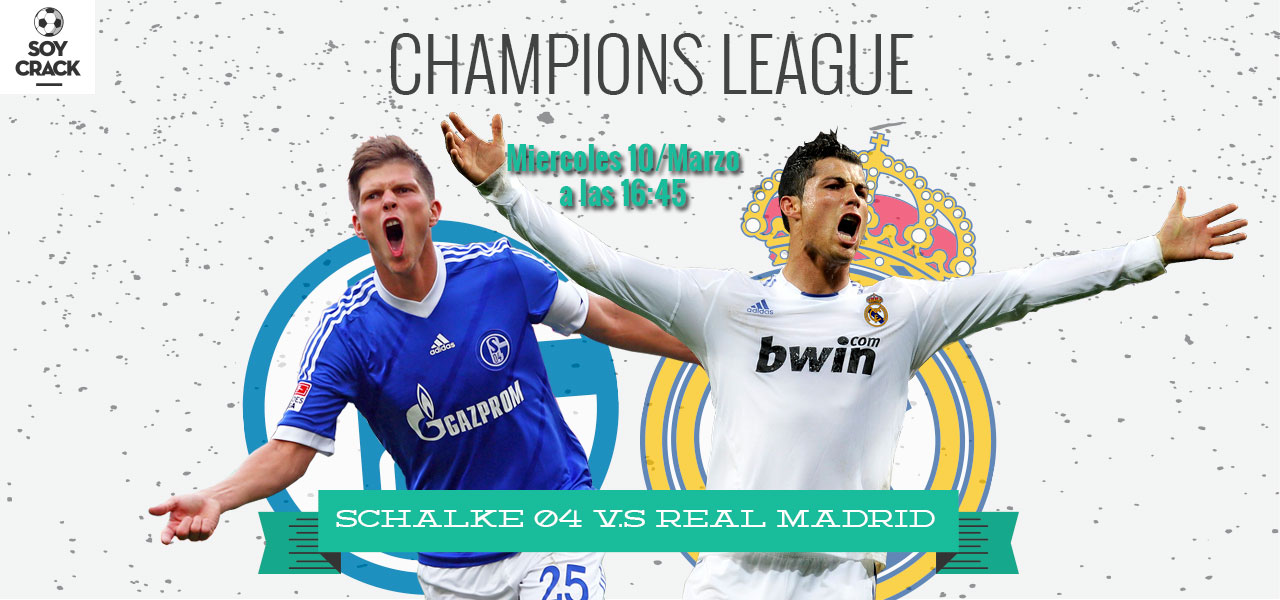 SOY
CRACK
CHAMPIONS LEAGUE
Miercoles 10/Marzo
a las 16:45
adidas
S04
GAZPROM
adidas
bwin.com
SCHALKE 04 V.S REAL MADRID
25